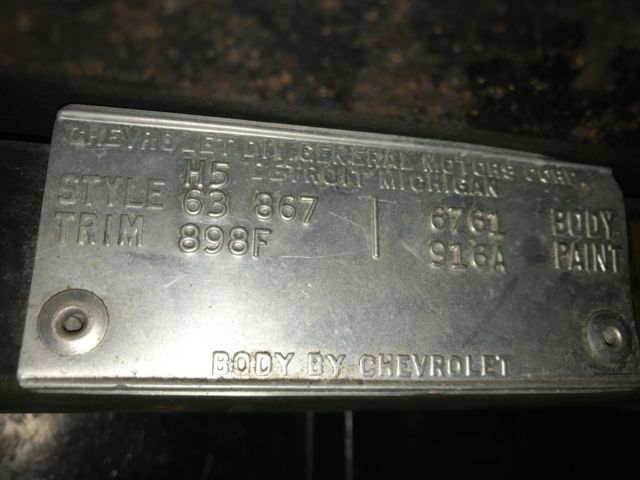 CHEVROLET DIV. GENERAL MOTORS CORP.
H5 DETROIT MICHIGAN
STYLE 63 867 6761 BODY
TRIM 898F 916A PAINT
BODY BY CHEVROLET